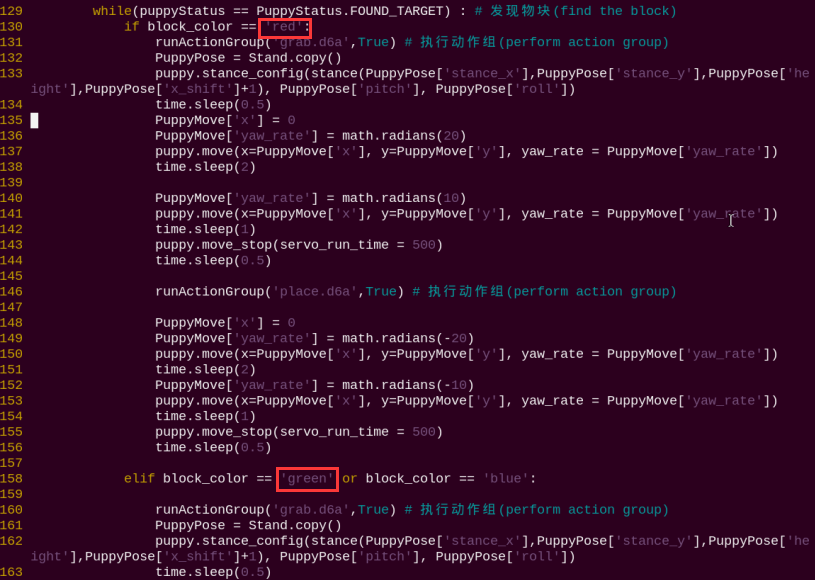 129         while(puppyStatus == PuppyStatus.FOUND_TARGET) : # 发现物块(find the block)
130             if block_color == 'red':
131                 runActionGroup('grab.d6a',True) # 执行动作组(perform action group)
132                 PuppyPose = Stand.copy()
133                 puppy.stance_config(stance(PuppyPose['stance_x'],PuppyPose['stance_y'],PuppyPose['he
ight'],PuppyPose['x_shift']+1), PuppyPose['pitch'], PuppyPose['roll'])
134                 time.sleep(0.5)
135                 PuppyMove['x'] = 0
136                 PuppyMove['yaw_rate'] = math.radians(20)
137                 puppy.move(x=PuppyMove['x'], y=PuppyMove['y'], yaw_rate = PuppyMove['yaw_rate'])
138                 time.sleep(2)
139
140                 PuppyMove['yaw_rate'] = math.radians(10)
141                 puppy.move(x=PuppyMove['x'], y=PuppyMove['y'], yaw_rate = PuppyMove['yaw_rate'])
142                 time.sleep(1)
143                 puppy.move_stop(servo_run_time = 500)
144                 time.sleep(0.5)
145
146                 runActionGroup('place.d6a',True) # 执行动作组(perform action group)
147
148                 PuppyMove['x'] = 0
149                 PuppyMove['yaw_rate'] = math.radians(-20)
150                 puppy.move(x=PuppyMove['x'], y=PuppyMove['y'], yaw_rate = PuppyMove['yaw_rate'])
151                 time.sleep(2)
152                 PuppyMove['yaw_rate'] = math.radians(-10)
153                 puppy.move(x=PuppyMove['x'], y=PuppyMove['y'], yaw_rate = PuppyMove['yaw_rate'])
154                 time.sleep(1)
155                 puppy.move_stop(servo_run_time = 500)
156                 time.sleep(0.5)
157
158             elif block_color == 'green' or block_color == 'blue':
159
160                 runActionGroup('grab.d6a',True) # 执行动作组(perform action group)
161                 PuppyPose = Stand.copy()
162                 puppy.stance_config(stance(PuppyPose['stance_x'],PuppyPose['stance_y'],PuppyPose['he
ight'],PuppyPose['x_shift']+1), PuppyPose['pitch'], PuppyPose['roll'])
163                 time.sleep(0.5)